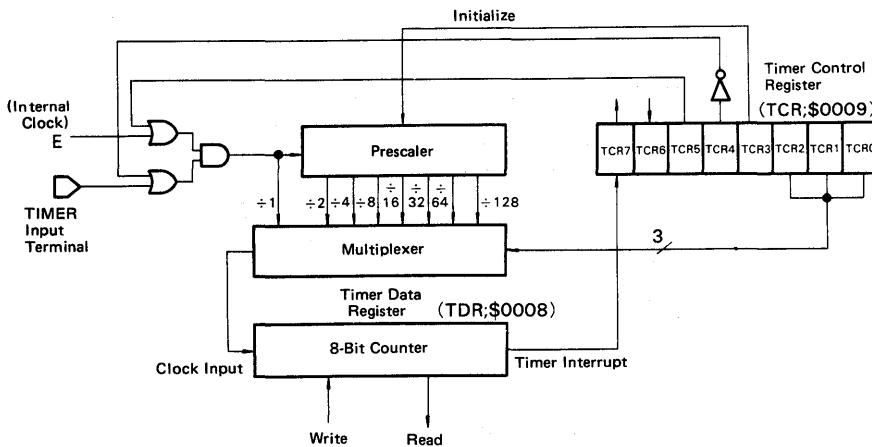 Initialize
Timer Control
Register
(TCR;$0009)
(Internal
Clock)
E
TCR7 TCR6 TCR5 TCR4 TCR3 TCR2 TCR1 TCR0
Prescaler
TIMER
Input
Terminal
÷1 ÷2 ÷4 ÷8 ÷16 ÷32 ÷64 ÷128
3
Multiplexer
Timer Data
Register (TDR;$0008)
8-Bit Counter
Clock Input
Timer Interrupt
Write Read